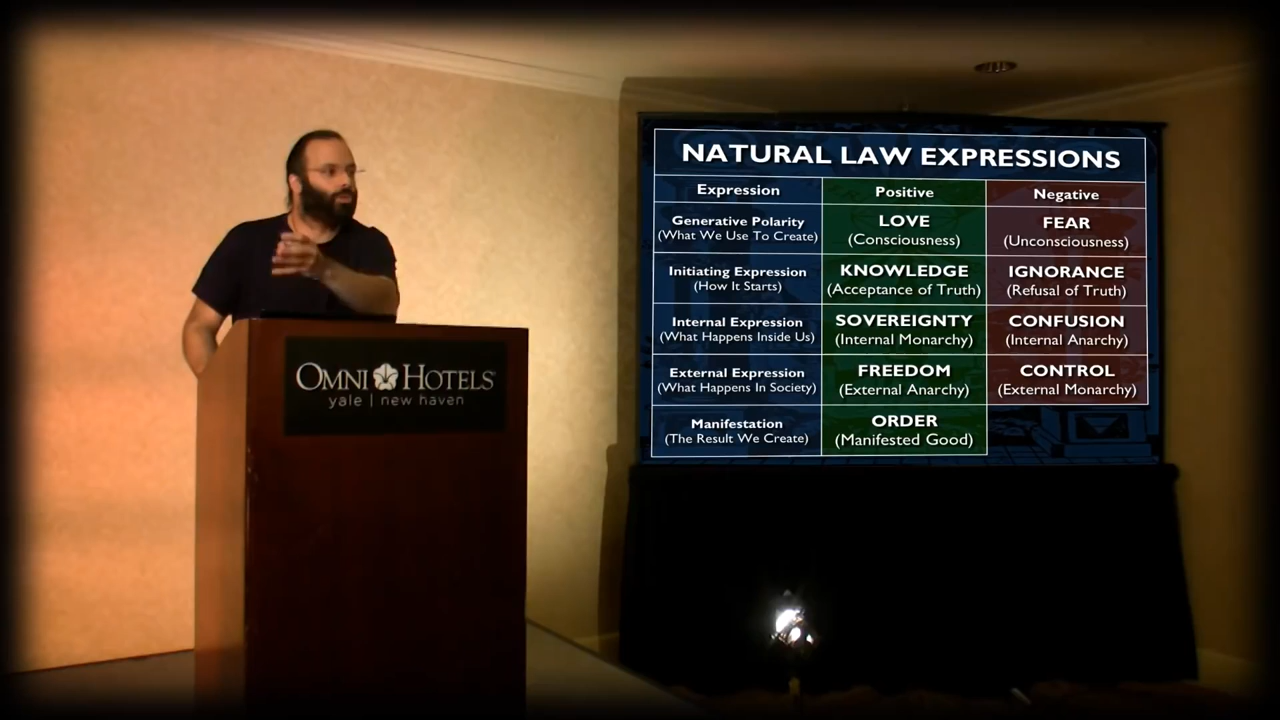 OMNI HOTELS
yale | new haven
NATURAL LAW EXPRESSIONS
Expression Positive Negative
Generative Polarity
(What We Use To Create)
LOVE
(Consciousness)
FEAR
(Unconsciousness)
Initiating Expression
(How It Starts)
KNOWLEDGE
(Acceptance of Truth)
IGNORANCE
(Refusal of Truth)
Internal Expression
(What Happens Inside Us)
SOVEREIGNTY
(Internal Monarchy)
CONFUSION
(Internal Anarchy)
External Expression
(What Happens In Society)
FREEDOM
(External Anarchy)
CONTROL
(External Monarchy)
Manifestation
(The Result We Create)
ORDER
(Manifested Good)